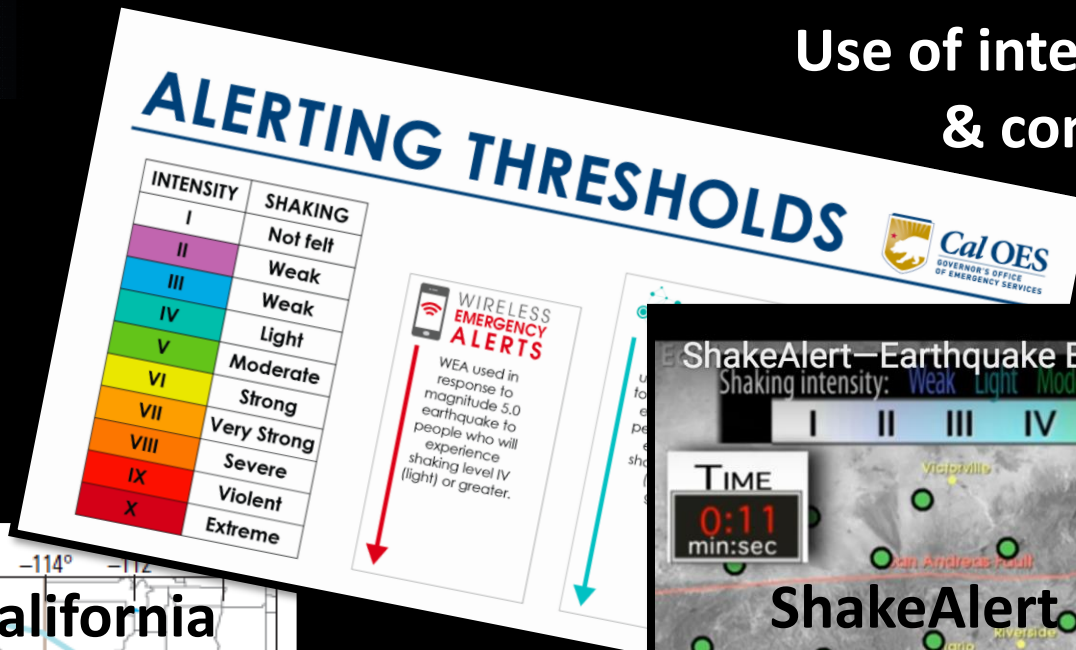 Use of
& 
ALERTING THRESHOLDS
INTENSITY SHAKING
I Not felt
II Weak
III Weak
IV Light
V Moderate
VI Strong
VII Very Strong
VIII Severe
IX Violent
X Extreme
WIRELESS
EMERGENCY
ALERTS
WEA used in
response to
magnitude 5.0
earthquake to
people who will
experience
shaking level IV
(light) or greater.
Cal OES
GOVERNOR'S OFFICE
OF EMERGENCY SERVICES
ShakeAlert—Earthquake
Shaking intensity: Weak Light
I II III IV
Victorville
TIME
0:11
min:sec
San Andreas Fault
ShakeAlert
Riverside
–114° –112°
alifornia